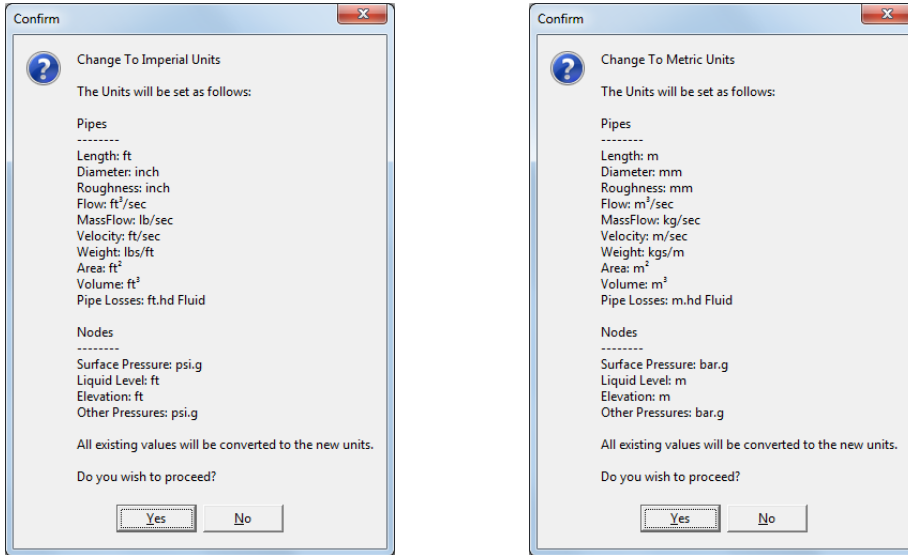 Confirm
Change To Imperial Units
The Units will be set as follows:
Pipes
--------
Length: ft
Diameter: inch
Roughness: inch
Flow: ft³/sec
MassFlow: lb/sec
Velocity: ft/sec
Weight: lbs/ft
Area: ft²
Volume: ft³
Pipe Losses: ft.hd Fluid
Nodes
--------
Surface Pressure: psi.g
Liquid Level: ft
Elevation: ft
Other Pressures: psi.g
All existing values will be converted to the new units.
Do you wish to proceed?
Yes No
Confirm
Change To Metric Units
The Units will be set as follows:
Pipes
--------
Length: m
Diameter: mm
Roughness: mm
Flow: m³/sec
MassFlow: kg/sec
Velocity: m/sec
Weight: kgs/m
Area: m²
Volume: m³
Pipe Losses: m.hd Fluid
Nodes
--------
Surface Pressure: bar.g
Liquid Level: m
Elevation: m
Other Pressures: bar.g
All existing values will be converted to the new units.
Do you wish to proceed?
Yes No